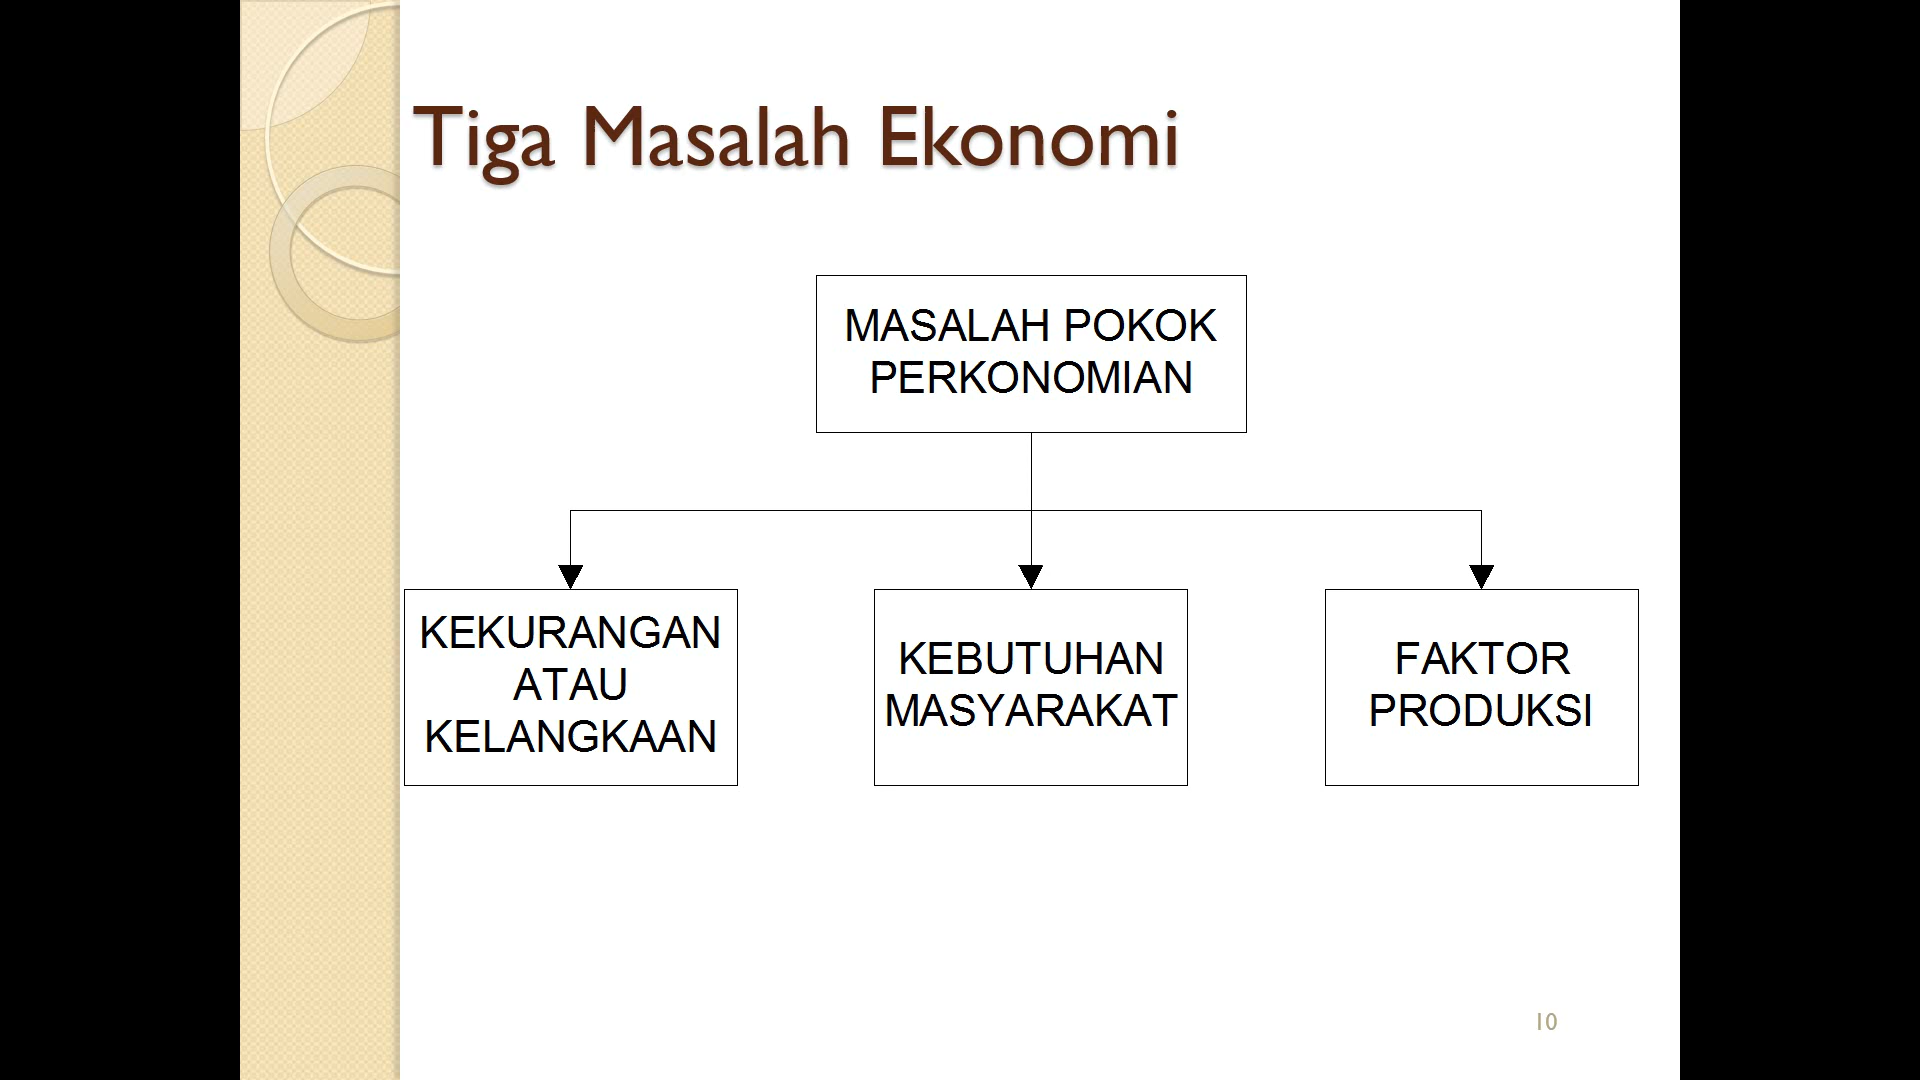 Tiga Masalah Ekonomi
MASALAH POKOK
PERKONOMIAN
KEKURANGAN
ATAU
KELANGKAAN
KEBUTUHAN
MASYARAKAT
FAKTOR
PRODUKSI
10